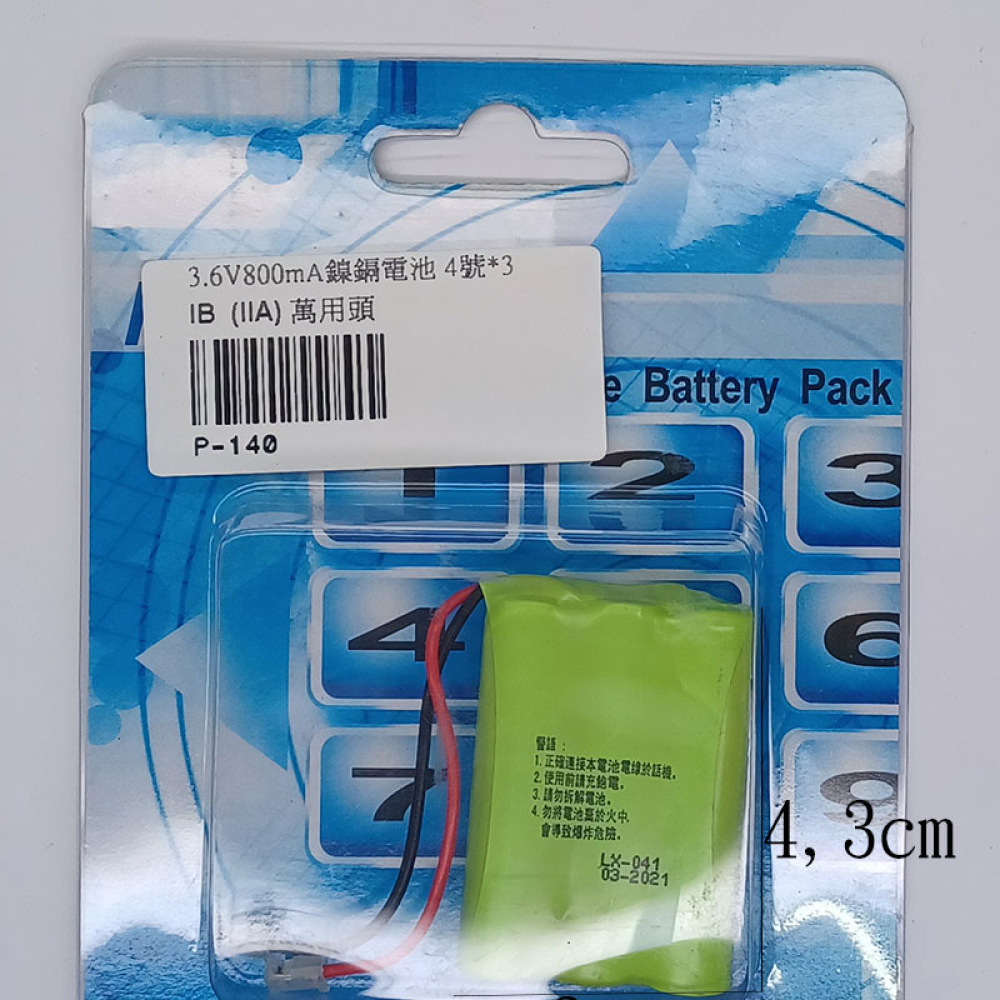 3.6V800mA鎳鎘電池 4號*3
IB (IIA) 萬用頭
P-140
e Battery Pack
1
2
3
4
6
7
9
警語：
1. 正確連接本電池電線於話機。
2. 使用前請充飽電。
3. 請勿拆解電池。
4. 勿將電池棄於火中
會導致爆炸危險。
LX-041
03-2021
4,3cm